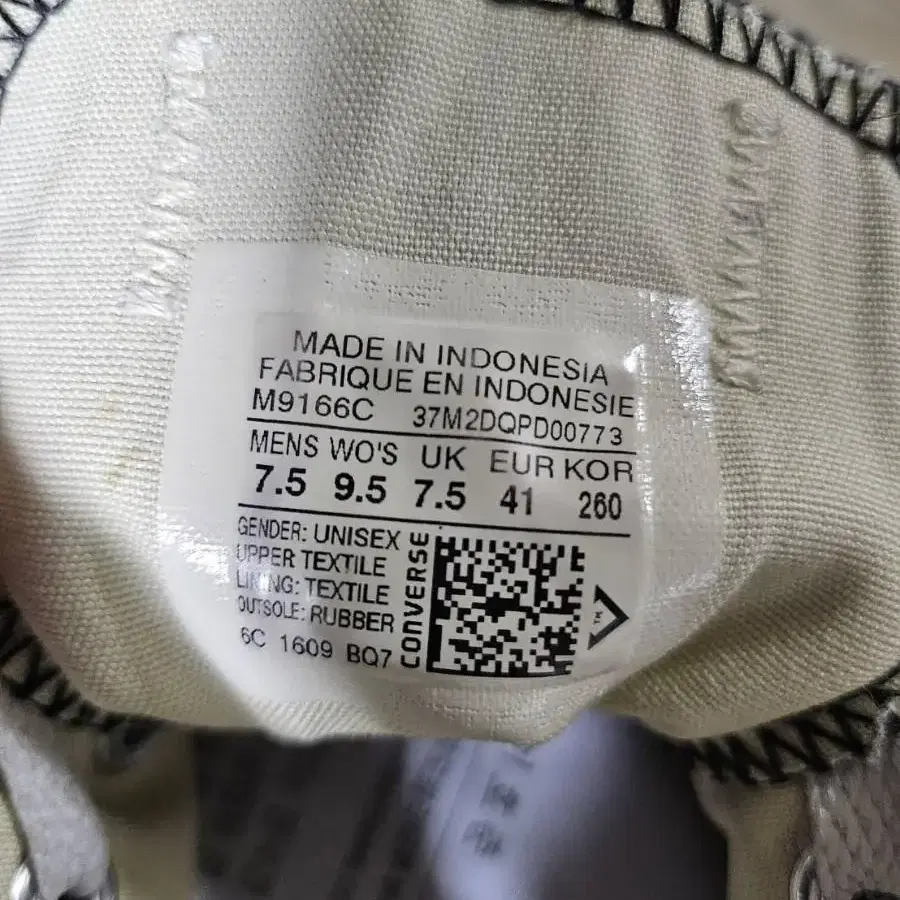 MADE IN INDONESIA
FABRIQUE EN INDONESIE
M9166C 37M2DQPD00773
MENS WO'S UK EUR KOR
7.5 9.5 7.5 41 260
GENDER: UNISEX
UPPER TEXTILE
LINING: TEXTILE
OUTSOLE: RUBBER
6C 1609 BQ7
CONVERSE
TM